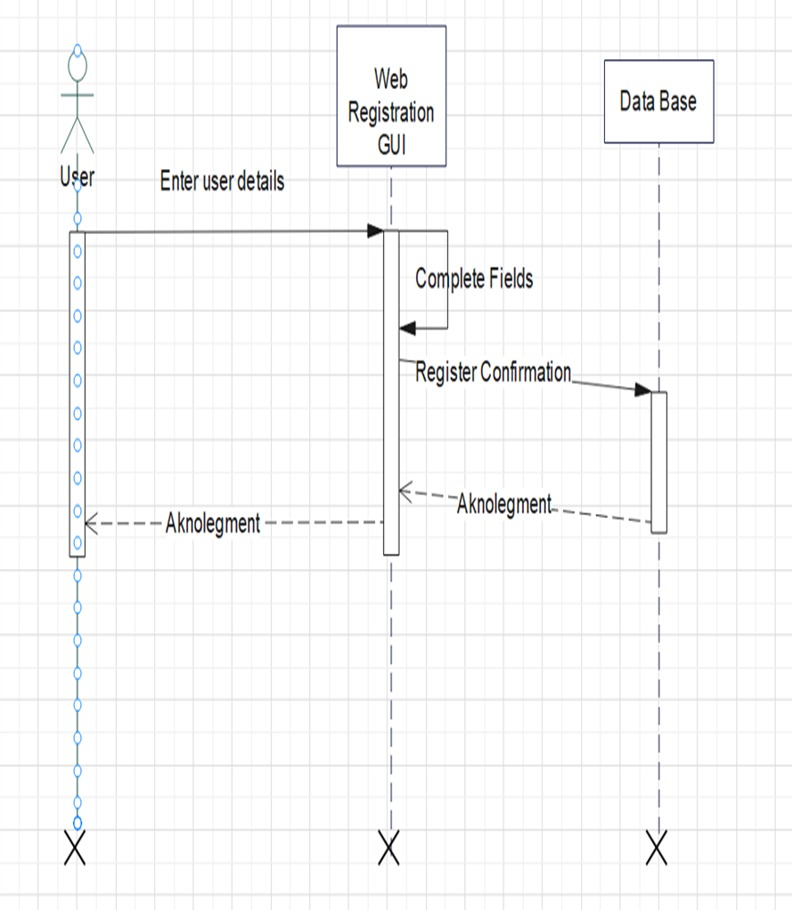 Web
Registration
GUI
Data Base
User
Enter user details
Complete Fields
Register Confirmation
Aknolegment
Aknolegment